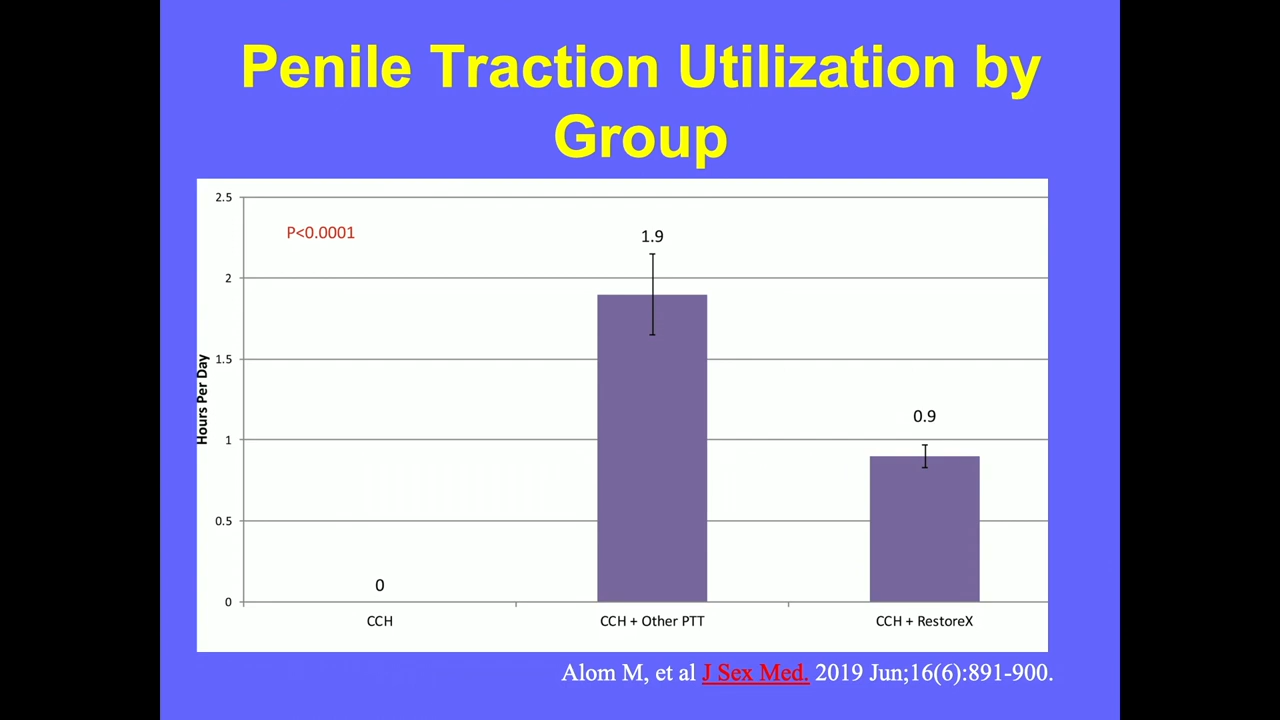 Penile Traction Utilization by
Group
2.5
P<0.0001
1.9
2
1.5
Hours Per Day
0.9
1
0.5
0
0
CCH
CCH + Other PTT
CCH + RestoreX
Alom M, et al J Sex Med. 2019 Jun;16(6):891-900.